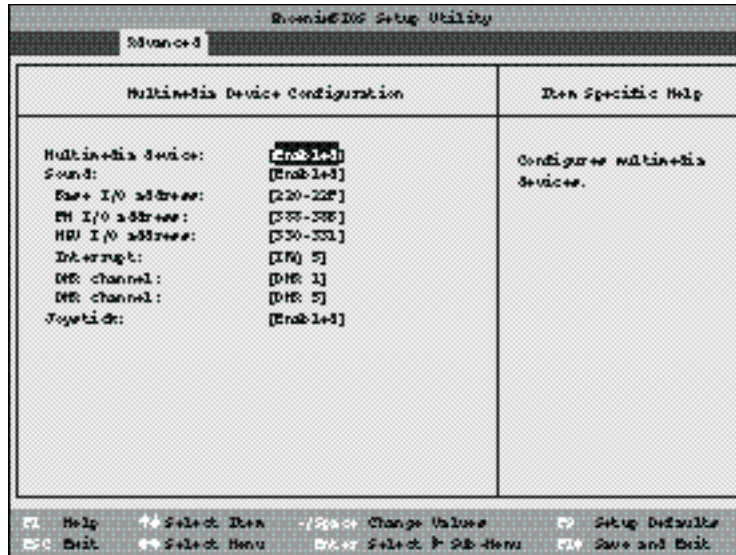 PhoenixBIOS Setup Utility
Advanced
Multimedia Device Configuration
Item Specific Help
Multimedia device: [Enabled]
Sound: [Enabled]
Base I/O address: [220-22F]
FM I/O address: [388-38B]
MPU I/O address: [330-331]
Interrupt: [IRQ 5]
DMA channel: [DMA 1]
DMA channel:
Joystick: [Enabled]
Configures multimedia
devices.
F1 Help Select Item -/Space Change Values F9 Setup Defaults
ESC Exit Select Menu Enter Select Sub-Menu F10 Save and Exit